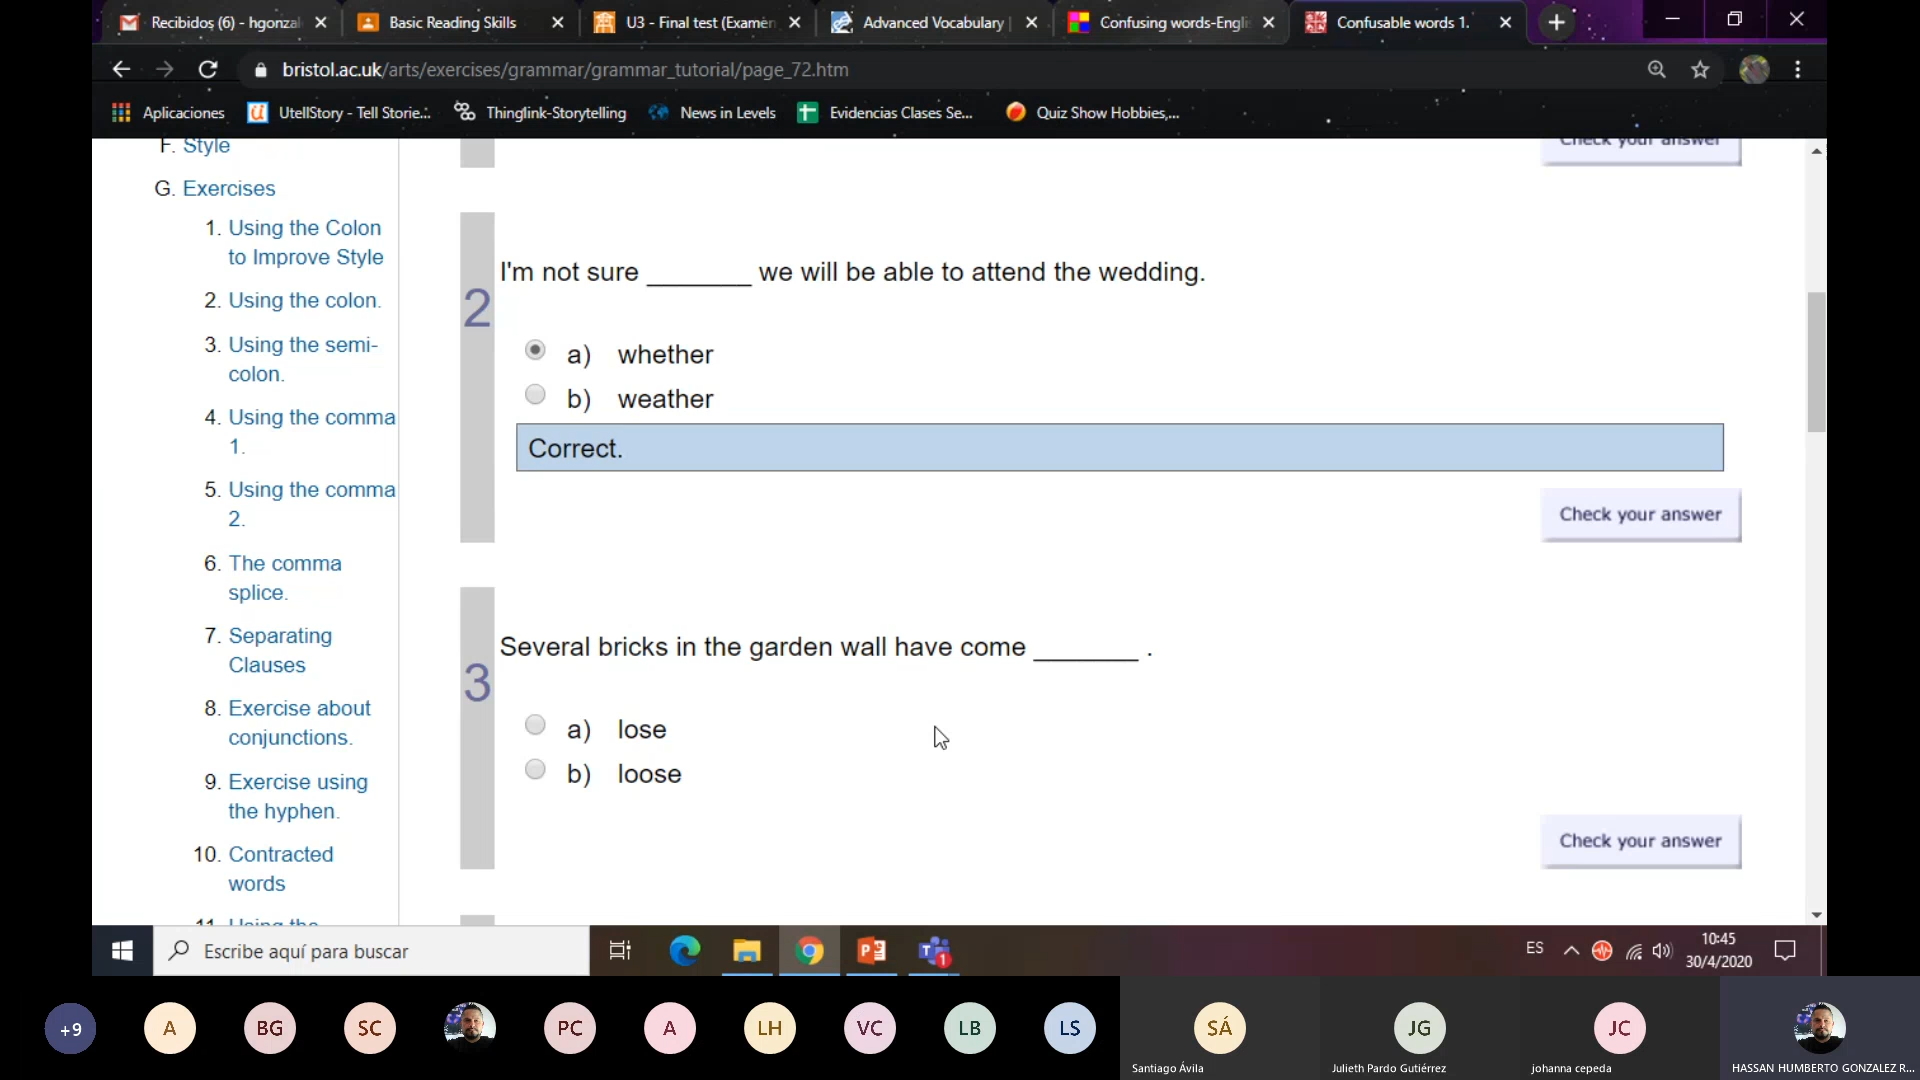 Recibidos (6) - hgonzal
Basic Reading Skills
U3 - Final test (Examen
Advanced Vocabulary |
Confusing words-Engli
Confusable words 1.
bristol.ac.uk/arts/exercises/grammar/grammar_tutorial/page_72.htm
Aplicaciones
UtellStory - Tell Storie...
Thinglink-Storytelling
News in Levels
Evidencias Clases Se...
Quiz Show Hobbies,...
F. Style
G. Exercises
1. Using the Colon
to Improve Style
2. Using the colon.
3. Using the semi-
colon.
4. Using the comma
1.
5. Using the comma
2.
6. The comma
splice.
7. Separating
Clauses
8. Exercise about
conjunctions.
9. Exercise using
the hyphen.
10. Contracted
words
11. Using the
Check your answer
2
I'm not sure _______ we will be able to attend the wedding.
a) whether
b) weather
Correct.
Check your answer
3
Several bricks in the garden wall have come _______ .
a) lose
b) loose
Check your answer
Escribe aquí para buscar
1
ES
10:45
30/4/2020
+9
A
BG
SC
PC
A
LH
VC
LB
LS
SÁ
Santiago Ávila
JG
Julieth Pardo Gutiérrez
JC
johanna cepeda
HASSAN HUMBERTO GONZALEZ R...